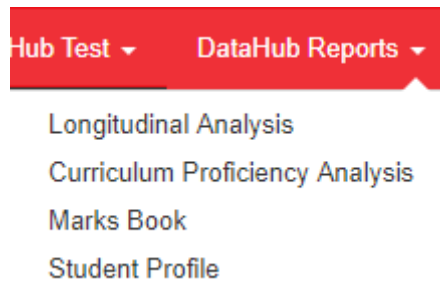 Hub Test DataHub Reports
Longitudinal Analysis
Curriculum Proficiency Analysis
Marks Book
Student Profile